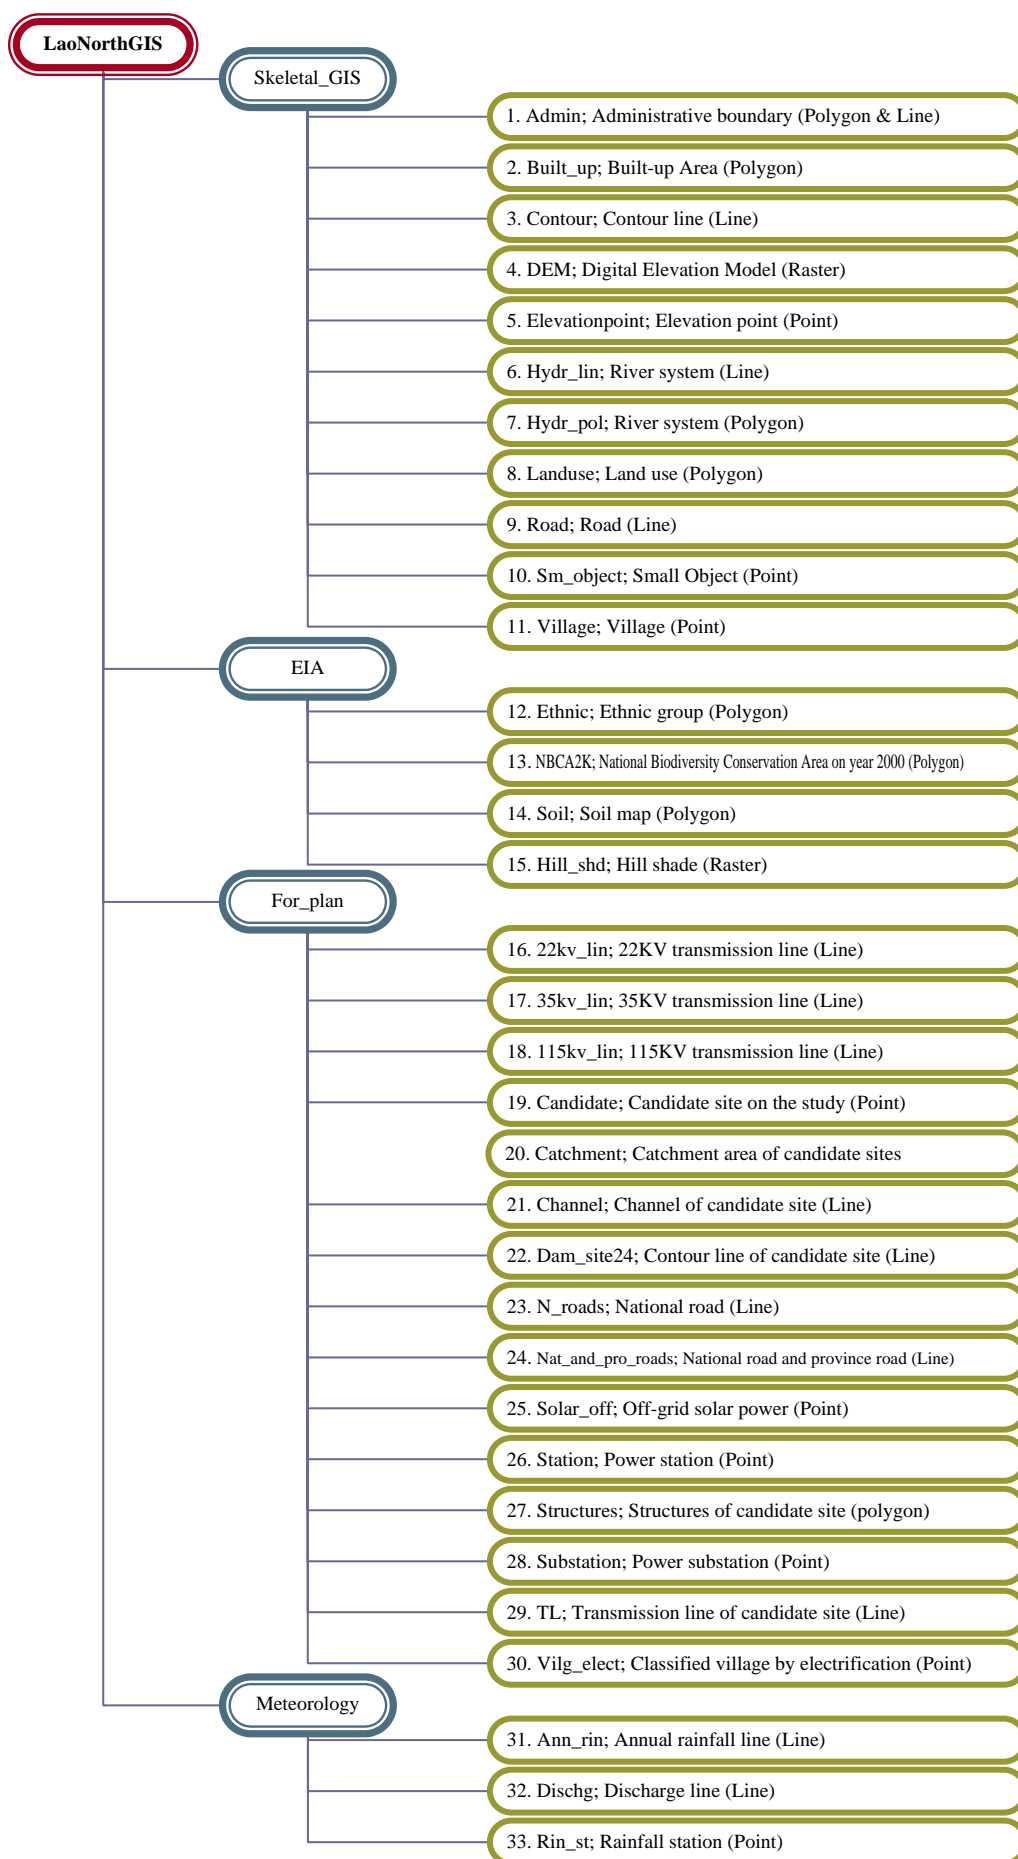 LaoNorthGIS
Skeletal_GIS
1. Admin; Administrative boundary (Polygon & Line)
2. Built_up; Built-up Area (Polygon)
3. Contour; Contour line (Line)
4. DEM; Digital Elevation Model (Raster)
5. Elevationpoint; Elevation point (Point)
6. Hydr_lin; River system (Line)
7. Hydr_pol; River system (Polygon)
8. Landuse; Land use (Polygon)
9. Road; Road (Line)
10. Sm_object; Small Object (Point)
11. Village; Village (Point)
EIA
12. Ethnic; Ethnic group (Polygon)
13. NBCA2K; National Biodiversity Conservation Area on year 2000 (Polygon)
14. Soil; Soil map (Polygon)
15. Hill_shd; Hill shade (Raster)
For_plan
16. 22kv_lin; 22KV transmission line (Line)
17. 35kv_lin; 35KV transmission line (Line)
18. 115kv_lin; 115KV transmission line (Line)
19. Candidate; Candidate site on the study (Point)
20. Catchment; Catchment area of candidate sites
21. Channel; Channel of candidate site (Line)
22. Dam_site24; Contour line of candidate site (Line)
23. N_roads; National road (Line)
24. Nat_and_pro_roads; National road and province road (Line)
25. Solar_off; Off-grid solar power (Point)
26. Station; Power station (Point)
27. Structures; Structures of candidate site (polygon)
28. Substation; Power substation (Point)
29. TL; Transmission line of candidate site (Line)
30. Vilg_elect; Classified village by electrification (Point)
Meteorology
31. Ann_rin; Annual rainfall line (Line)
32. Dischg; Discharge line (Line)
33. Rin_st; Rainfall station (Point)